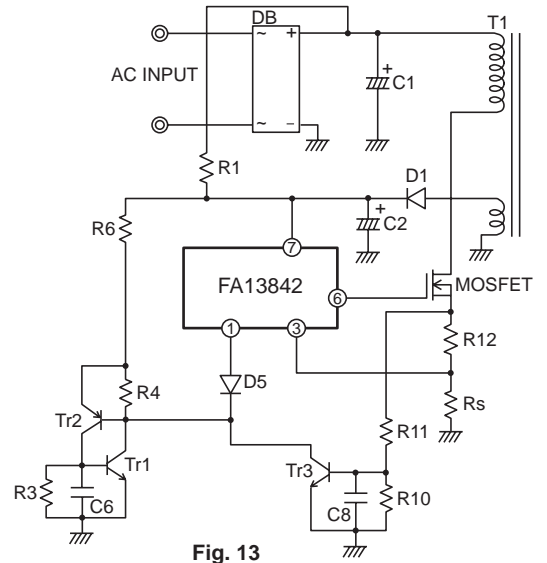 DB
T1
~
+
AC INPUT
+
C1
~
−
R1
D1
R6
+
C2
7
FA13842
6
MOSFET
1
3
R12
D5
R4
Rs
Tr2
R11
Tr1
Tr3
R3
C6
C8
R10
Fig. 13